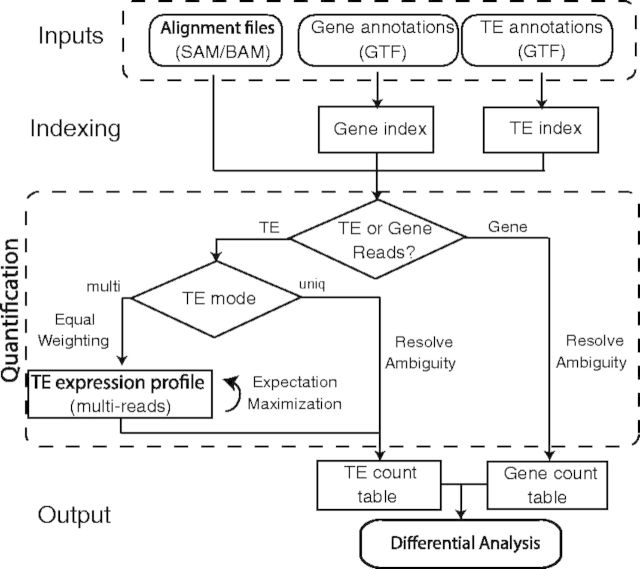 Inputs
Alignment files
(SAM/BAM)
Gene annotations
(GTF)
TE annotations
(GTF)
Indexing
Gene index
TE index
Quantification
TE
TE or Gene
Reads?
Gene
multi
TE mode
uniq
Equal
Weighting
Resolve
Ambiguity
Resolve
Ambiguity
TE expression profile
(multi-reads)
Expectation
Maximization
TE count
table
Gene count
table
Output
Differential Analysis